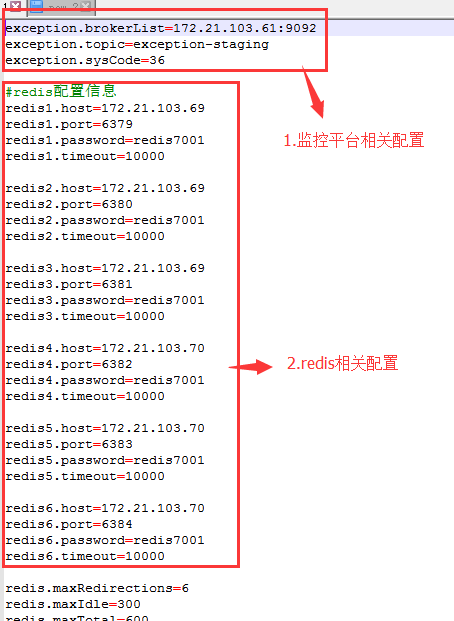 exception.brokerList=172.21.103.61:9092
exception.topic=exception-staging
exception.sysCode=36
#redis配置信息
redis1.host=172.21.103.69
redis1.port=6379
redis1.password=redis7001
redis1.timeout=10000
1.监控平台相关配置
redis2.host=172.21.103.69
redis2.port=6380
redis2.password=redis7001
redis2.timeout=10000
redis3.host=172.21.103.69
redis3.port=6381
redis3.password=redis7001
redis3.timeout=10000
redis4.host=172.21.103.70
redis4.port=6382
redis4.password=redis7001
redis4.timeout=10000
2.redis相关配置
redis5.host=172.21.103.70
redis5.port=6383
redis5.password=redis7001
redis5.timeout=10000
redis6.host=172.21.103.70
redis6.port=6384
redis6.password=redis7001
redis6.timeout=10000
redis.maxRedirections=6
redis.maxIdle=300
redis.maxTotal=600